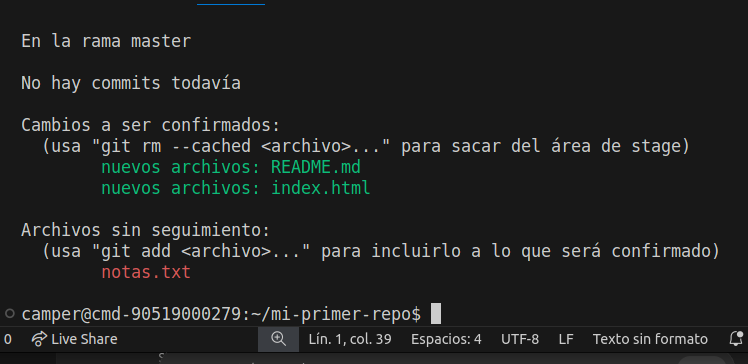 En la rama master
No hay commits todavía
Cambios a ser confirmados:
(usa "git rm --cached <archivo>..." para sacar del área de stage)
nuevos archivos: README.md
nuevos archivos: index.html
Archivos sin seguimiento:
(usa "git add <archivo>..." para incluirlo a lo que será confirmado)
notas.txt
camper@cmd-90519000279:~/mi-primer-repo$
0 Live Share Lín. 1, col. 39 Espacios: 4 UTF-8 LF Texto sin formato